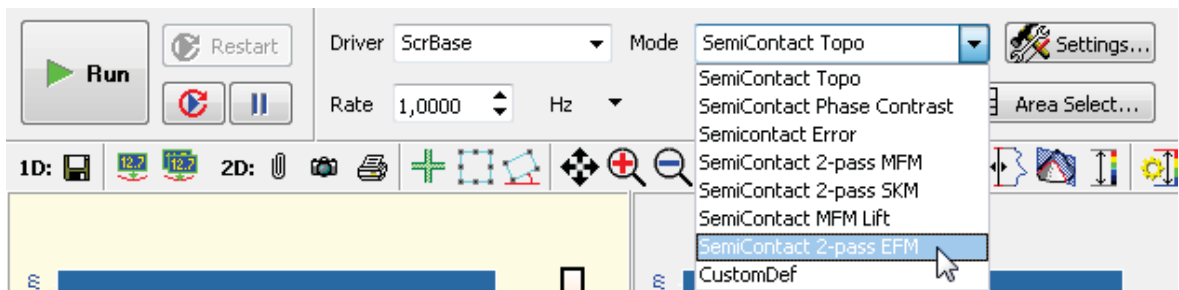 Run
Restart
Driver ScrBase Mode SemiContact Topo Settings...
Rate 1,0000 Hz Area Select...
SemiContact Topo
SemiContact Phase Contrast
Semicontact Error
SemiContact 2-pass MFM
SemiContact 2-pass SKM
SemiContact MFM Lift
SemiContact 2-pass EFM
CustomDef
1D: 12.7 12.7 2D:
§ §